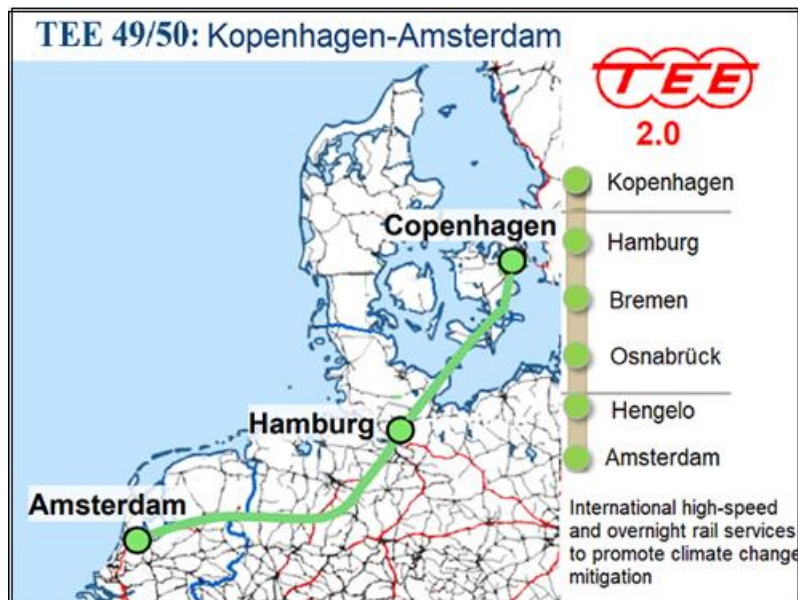 TEE 49/50: Kopenhagen-Amsterdam
TEE
2.0
Kopenhagen
Hamburg
Bremen
Osnabrück
Hengelo
Amsterdam
Copenhagen
Hamburg
Amsterdam
International high-speed
and overnight rail services
to promote climate change
mitigation